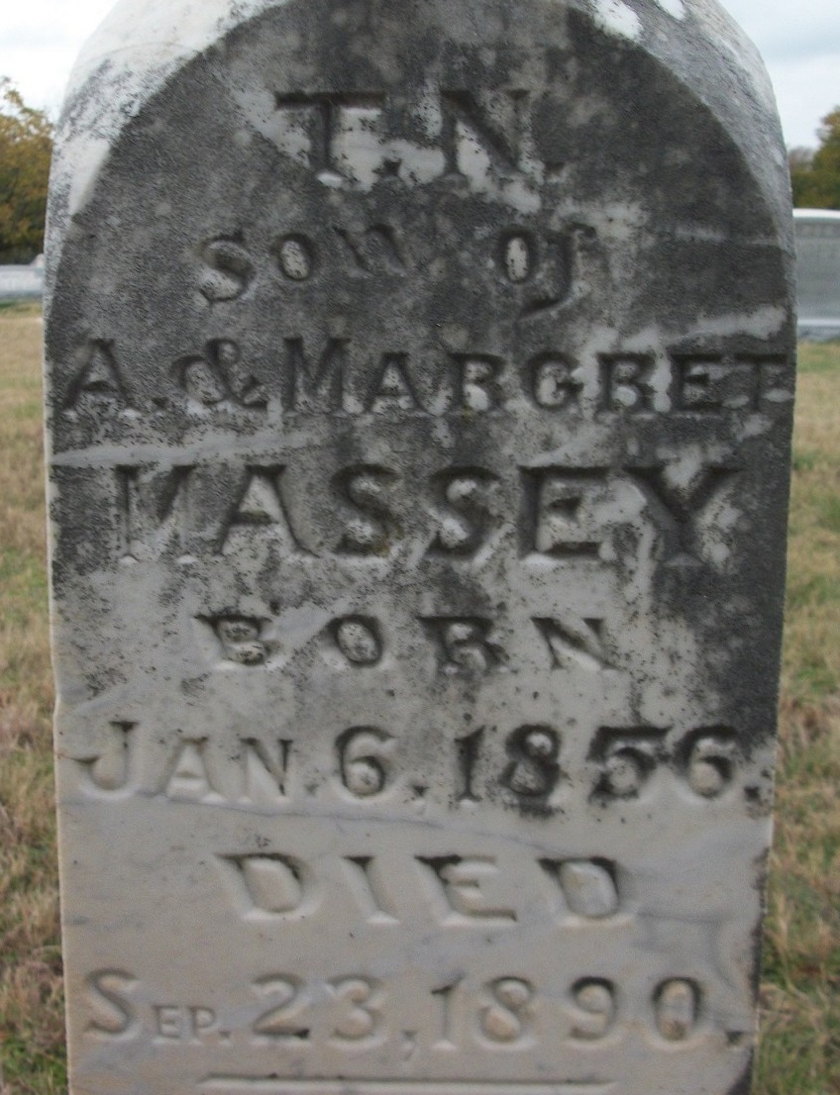 T.N.
Son of
A. & MARGRET
MASSEY
BORN
JAN. 6, 1856.
DIED
SEP. 23, 1890.